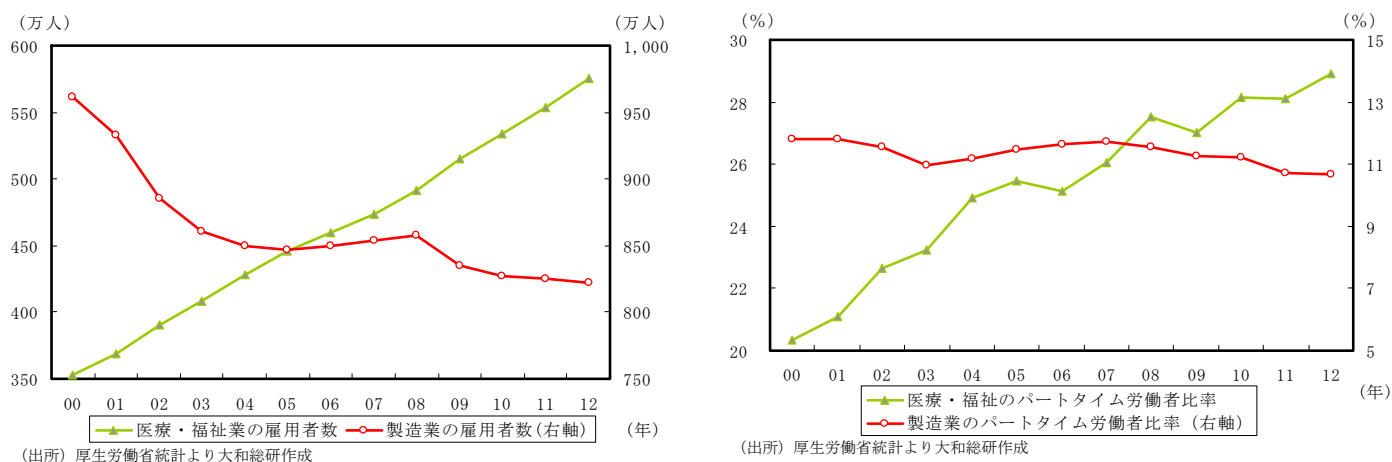 (万人) (万人)
600 1,000
550 950
500 900
450 850
400 800
350 750
00 01 02 03 04 05 06 07 08 09 10 11 12
医療・福祉業の雇用者数 製造業の雇用者数(右軸) (年)
(出所) 厚生労働省統計より大和総研作成
(%) (%)
30 15
28 13
26 11
24 9
22 7
20 5
00 01 02 03 04 05 06 07 08 09 10 11 12
(年)
医療・福祉のパートタイム労働者比率
製造業のパートタイム労働者比率 (右軸)
(出所) 厚生労働省統計より大和総研作成